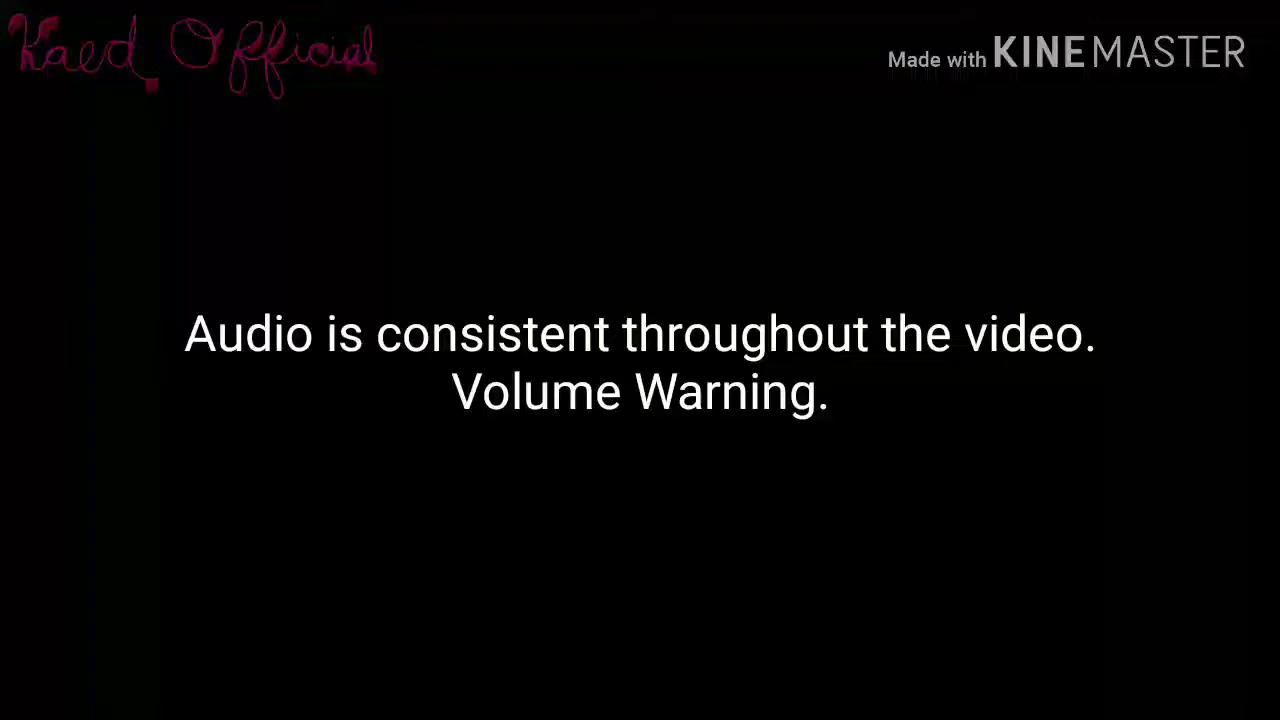 Kaed Official
Made with KINEMASTER
Audio is consistent throughout the video.
Volume Warning.